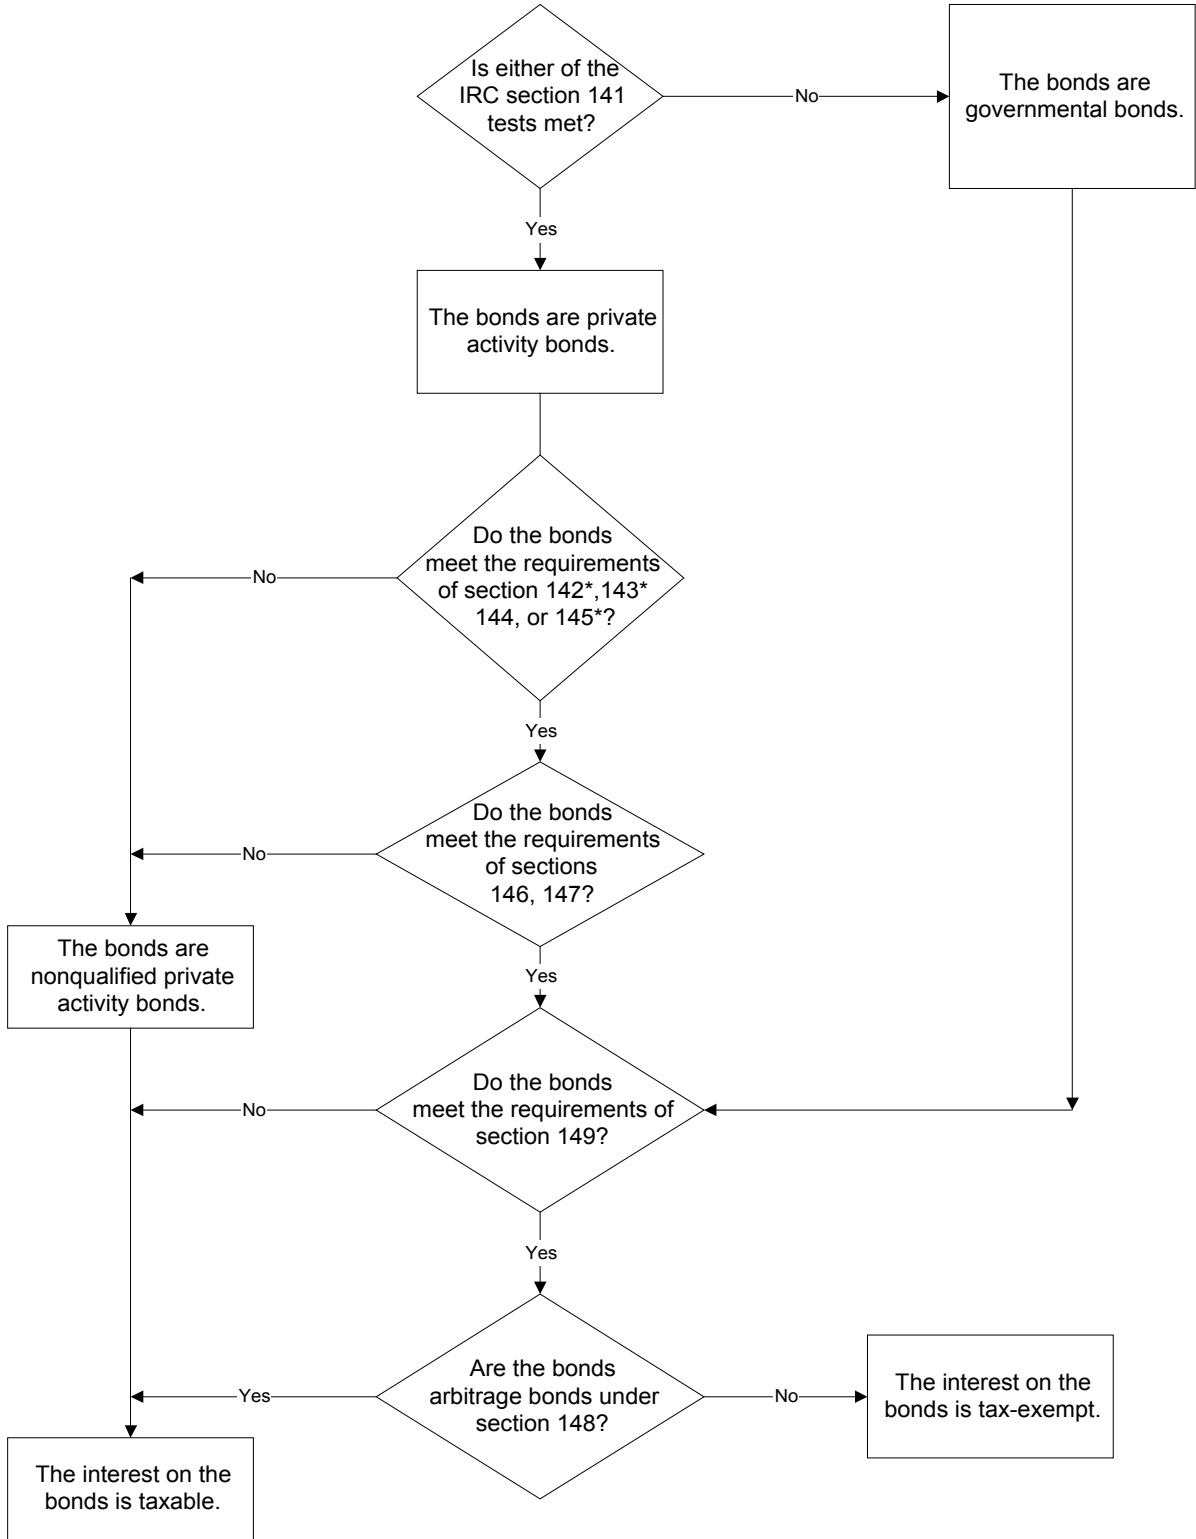 Is either of the
IRC section 141
tests met?
No
The bonds are
governmental bonds.
Yes
The bonds are private
activity bonds.
Do the bonds
meet the requirements
of section 142*,143*
144, or 145*?
No
Yes
Do the bonds
meet the requirements
of sections
146, 147?
No
The bonds are
nonqualified private
activity bonds.
Yes
Do the bonds
meet the requirements of
section 149?
No
Yes
Are the bonds
arbitrage bonds under
section 148?
Yes
No
The interest on the
bonds is tax-exempt.
The interest on the
bonds is taxable.